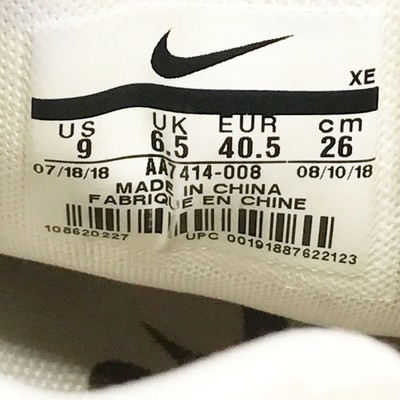 XE
US UK EUR cm
9 6.5 40.5 26
07/18/18 AA7414-008 08/10/18
MADE IN CHINA
FABRIQUE EN CHINE
108620227 UPC 00191887622123